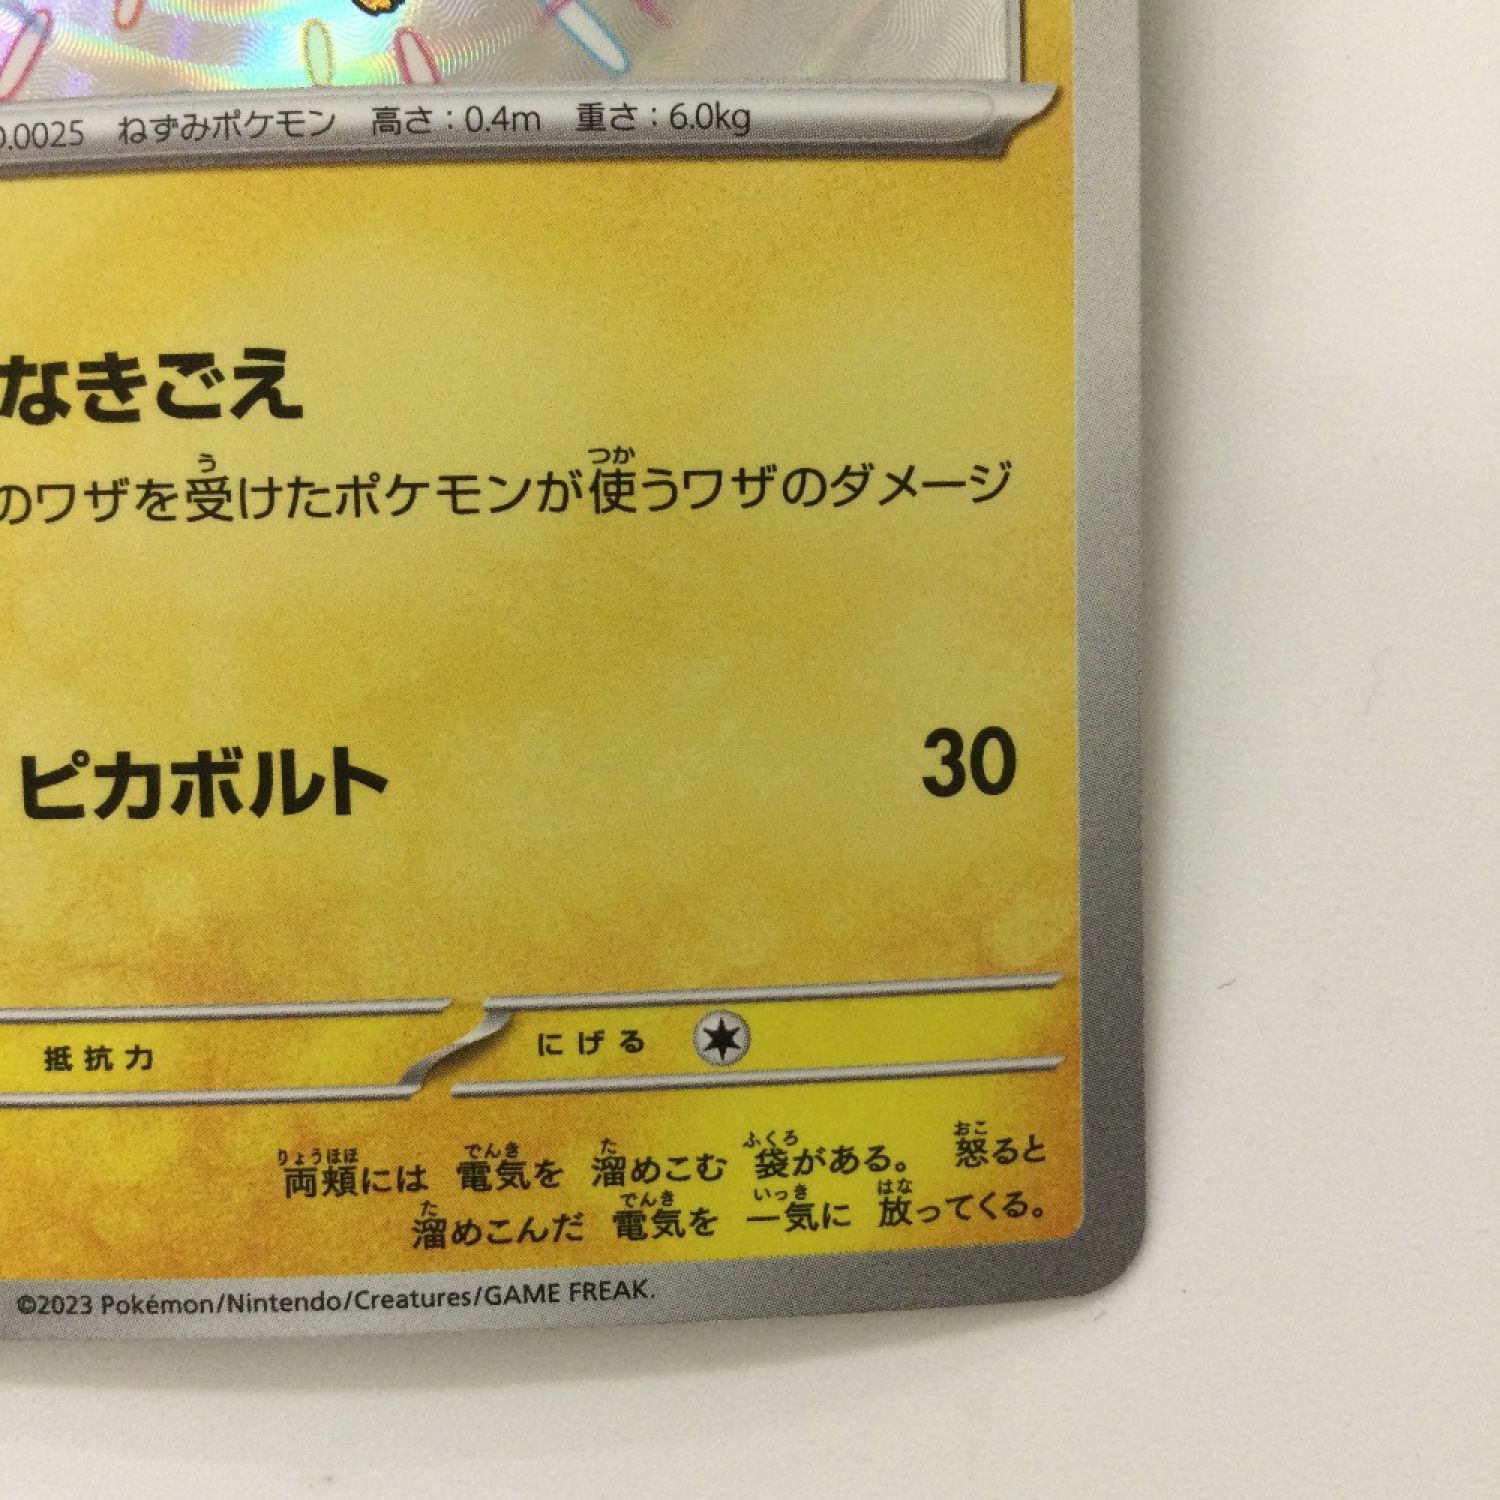 .0025 ねずみポケモン 高さ：0.4m 重さ：6.0kg
なきごえ
のワザを受けたポケモンが使うワザのダメージ
ピカボルト 30
抵抗力 にげる
両頬には 電気を 溜めこむ 袋がある。 怒ると
溜めこんだ 電気を 一気に 放ってくる。
©2023 Pokémon/Nintendo/Creatures/GAME FREAK.